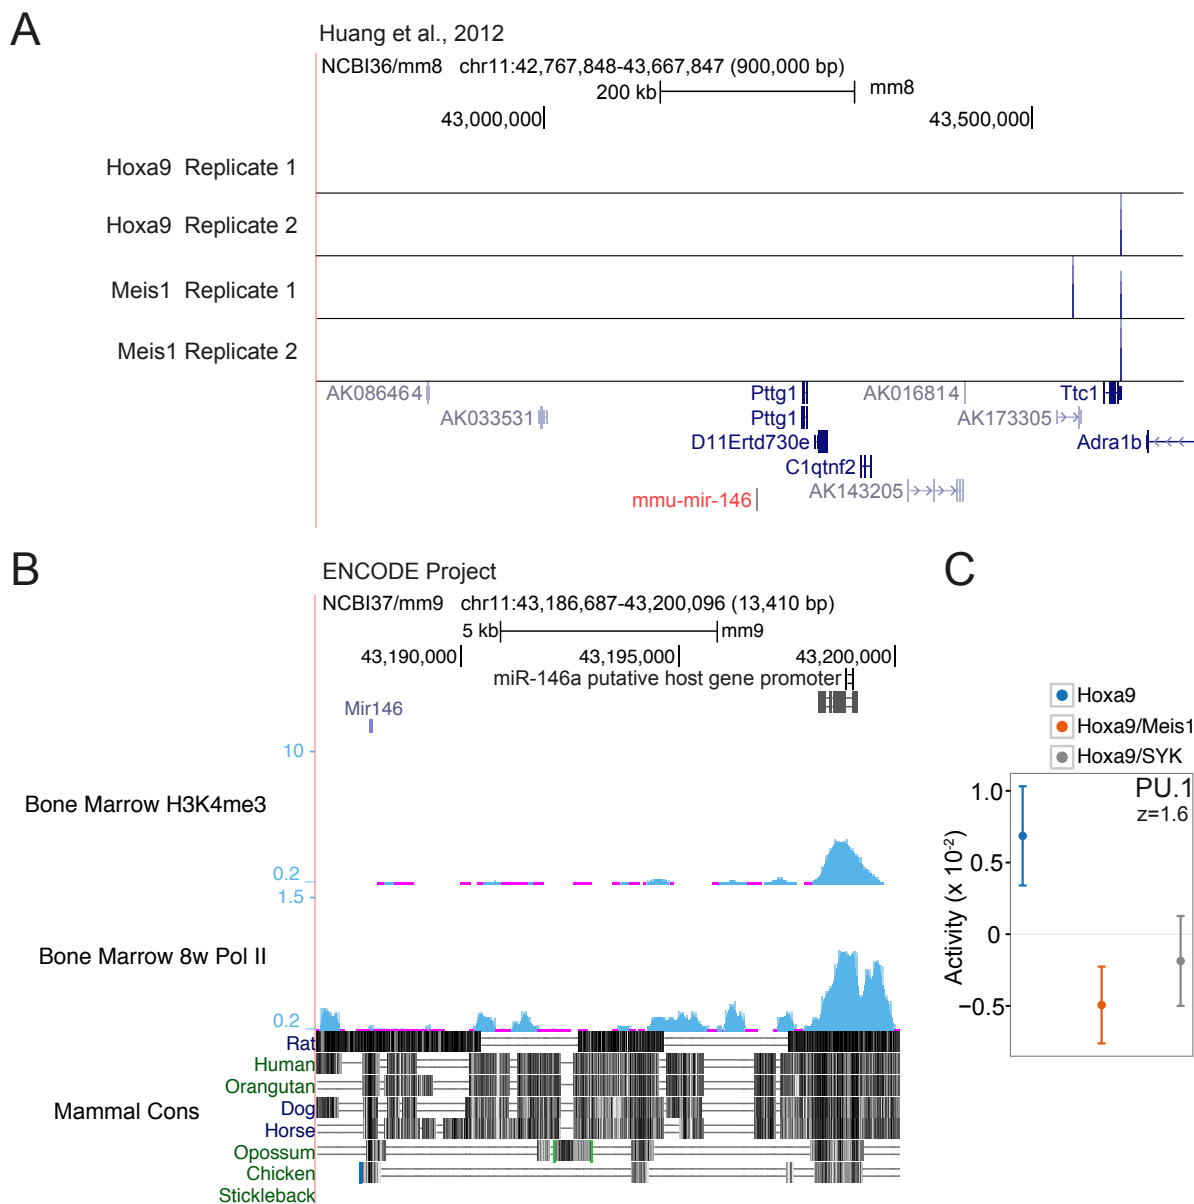 A
Huang et al., 2012
NCBI36/mm8 chr11:42,767,848-43,667,847 (900,000 bp)
200 kb mm8
43,000,000 43,500,000
Hoxa9 Replicate 1
Hoxa9 Replicate 2
Meis1 Replicate 1
Meis1 Replicate 2
AK086464 Pttg1 AK016814 Ttc1
AK033531 Pttg1 AK173305
D11Ertd730e Adra1b
C1qtnf2
mmu-mir-146 AK143205
B
ENCODE Project
NCBI37/mm9 chr11:43,186,687-43,200,096 (13,410 bp)
5 kb mm9
43,190,000 43,195,000 43,200,000
miR-146a putative host gene promoter
Mir146
10
Bone Marrow H3K4me3
0.2
1.5
Bone Marrow 8w Pol II
0.2
Rat
Human
Orangutan
Mammal Cons
Dog
Horse
Opossum
Chicken
Stickleback
C
Hoxa9
Hoxa9/Meis1
Hoxa9/SYK
PU.1
z=1.6
Activity (x 10⁻²)
1.0
0.5
0
−0.5